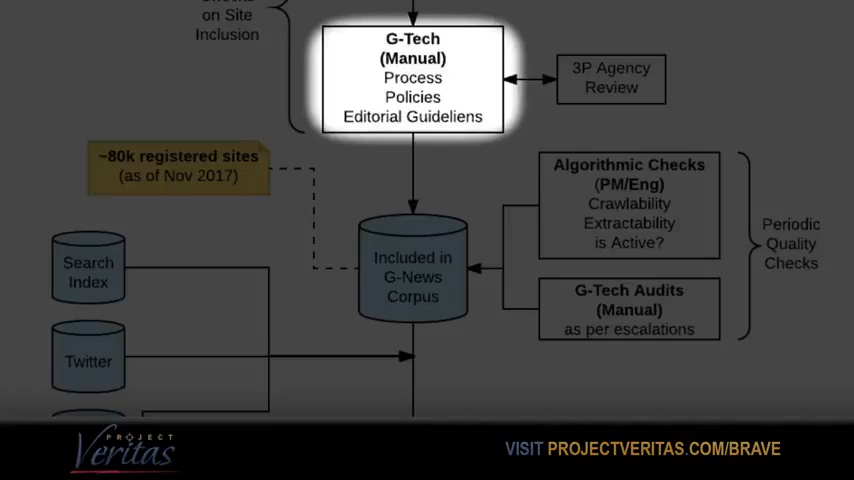 on Site
Inclusion
G-Tech
(Manual)
Process
Policies
Editorial Guideliens
3P Agency
Review
~80k registered sites
(as of Nov 2017)
Algorithmic Checks
(PM/Eng)
Crawlability
Extractability
is Active?
Periodic
Quality
Checks
Search
Index
Included in
G-News
Corpus
G-Tech Audits
(Manual)
as per escalations
Twitter
PROJECT
Veritas
VISIT PROJECTVERITAS.COM/BRAVE